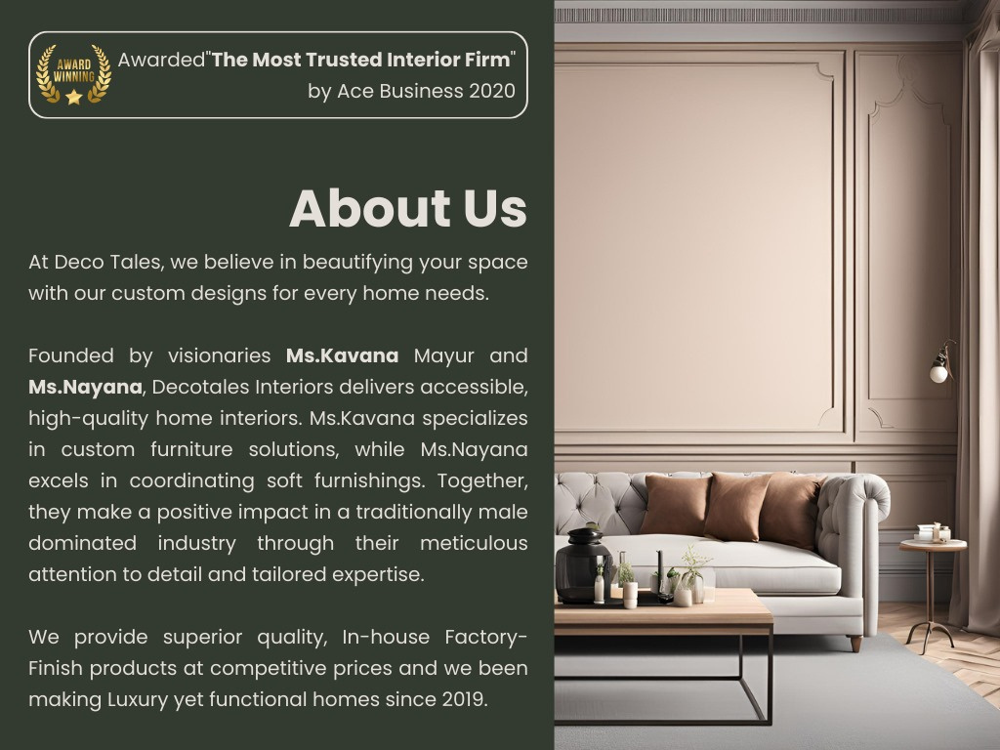 AWARD
WINNING
Awarded"The Most Trusted Interior Firm"
by Ace Business 2020
About Us
At Deco Tales, we believe in beautifying your space
with our custom designs for every home needs.
Founded by visionaries Ms.Kavana Mayur and
Ms.Nayana, Decotales Interiors delivers accessible,
high-quality home interiors. Ms.Kavana specializes
in custom furniture solutions, while Ms.Nayana
excels in coordinating soft furnishings. Together,
they make a positive impact in a traditionally male
dominated industry through their meticulous
attention to detail and tailored expertise.
We provide superior quality, In-house Factory-
Finish products at competitive prices and we been
making Luxury yet functional homes since 2019.